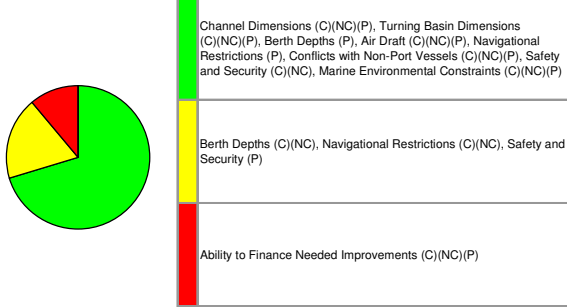 Channel Dimensions (C)(NC)(P), Turning Basin Dimensions
(C)(NC)(P), Berth Depths (P), Air Draft (C)(NC)(P), Navigational
Restrictions (P), Conflicts with Non-Port Vessels (C)(NC)(P), Safety
and Security (C)(NC), Marine Environmental Constraints (C)(NC)(P)
Berth Depths (C)(NC), Navigational Restrictions (C)(NC), Safety and
Security (P)
Ability to Finance Needed Improvements (C)(NC)(P)